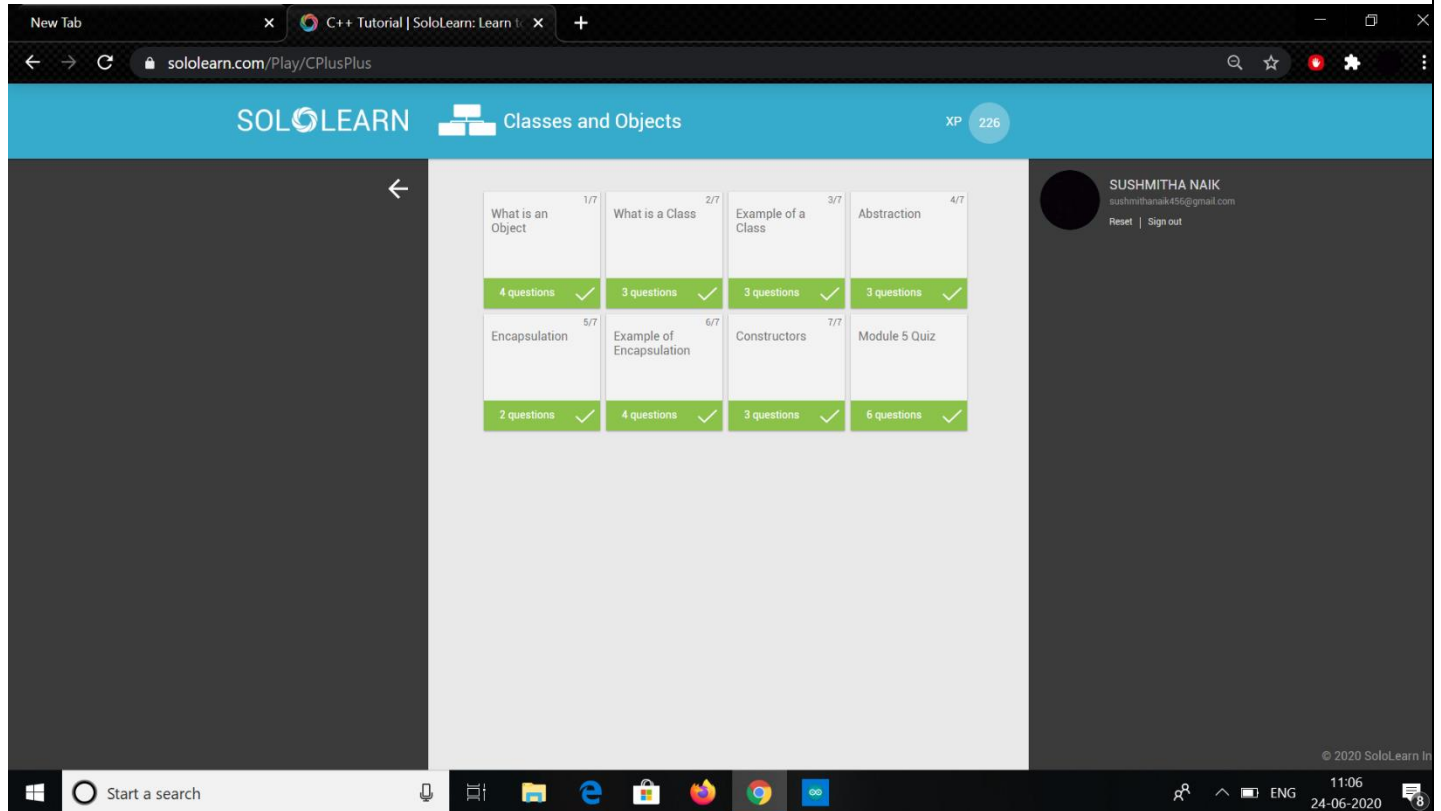 New Tab
C++ Tutorial | SoloLearn: Learn t
sololearn.com/Play/CPlusPlus
SOLOLEARN
Classes and Objects
XP 226
SUSHMITHA NAIK
sushmithanaik456@gmail.com
Reset | Sign out
1/7
What is an
Object
4 questions
2/7
What is a Class
3 questions
3/7
Example of a
Class
3 questions
4/7
Abstraction
3 questions
5/7
Encapsulation
2 questions
6/7
Example of
Encapsulation
4 questions
7/7
Constructors
3 questions
Module 5 Quiz
6 questions
© 2020 SoloLearn In
Start a search
ENG
11:06
24-06-2020
8